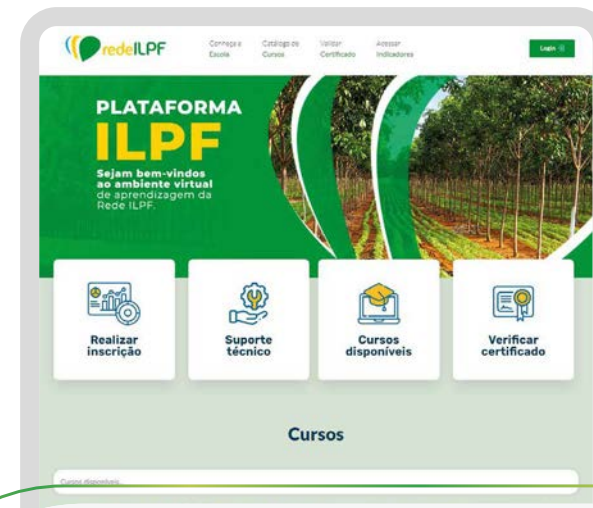 redeILPF
Conheça a
Escola
Catálogo de
Cursos
Validar
Certificado
Acessar
Indicadores
Login
PLATAFORMA
ILPF
Sejam bem-vindos
ao ambiente virtual
de aprendizagem da
Rede ILPF.
Realizar
inscrição
Suporte
técnico
Cursos
disponíveis
Verificar
certificado
Cursos
Cursos disponíveis...